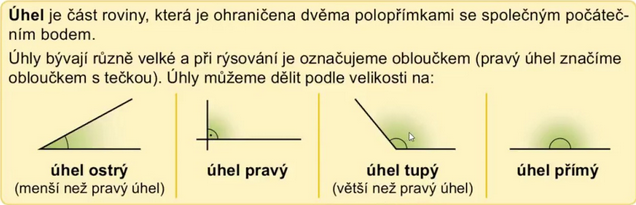 Úhel je část roviny, která je ohraničena dvěma polopřímkami se společným počáteč-
ním bodem.
Úhly bývají různě velké a při rýsování je označujeme obloučkem (pravý úhel značíme
obloučkem s tečkou). Úhly můžeme dělit podle velikosti na:
úhel ostrý
(menší než pravý úhel)
úhel pravý
úhel tupý
(větší než pravý úhel)
úhel přímý